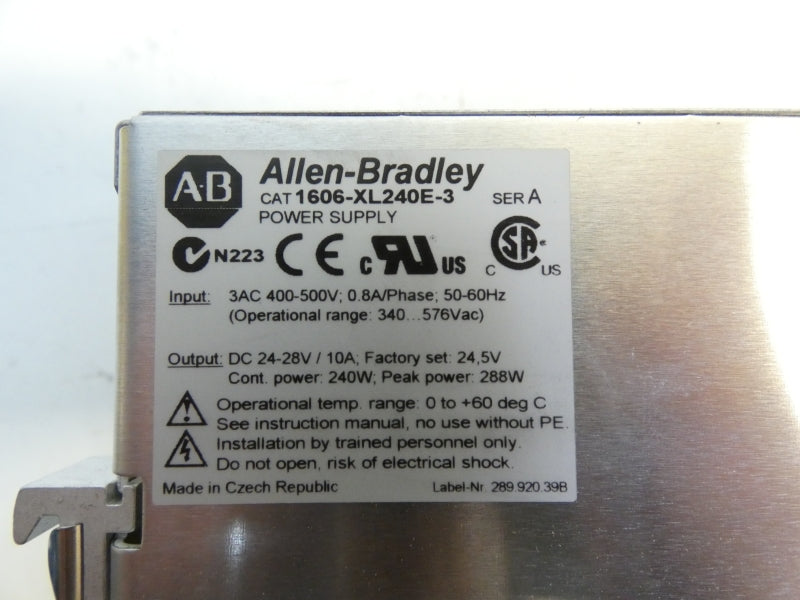 A·B Allen-Bradley
CAT 1606-XL240E-3 SER A
POWER SUPPLY
N223 CE c RU US C SA US
Input: 3AC 400-500V; 0.8A/Phase; 50-60Hz
(Operational range: 340...576Vac)
Output: DC 24-28V / 10A; Factory set: 24,5V
Cont. power: 240W; Peak power: 288W
Operational temp. range: 0 to +60 deg C
See instruction manual, no use without PE.
Installation by trained personnel only.
Do not open, risk of electrical shock.
Made in Czech Republic Label-Nr. 289.920.39B